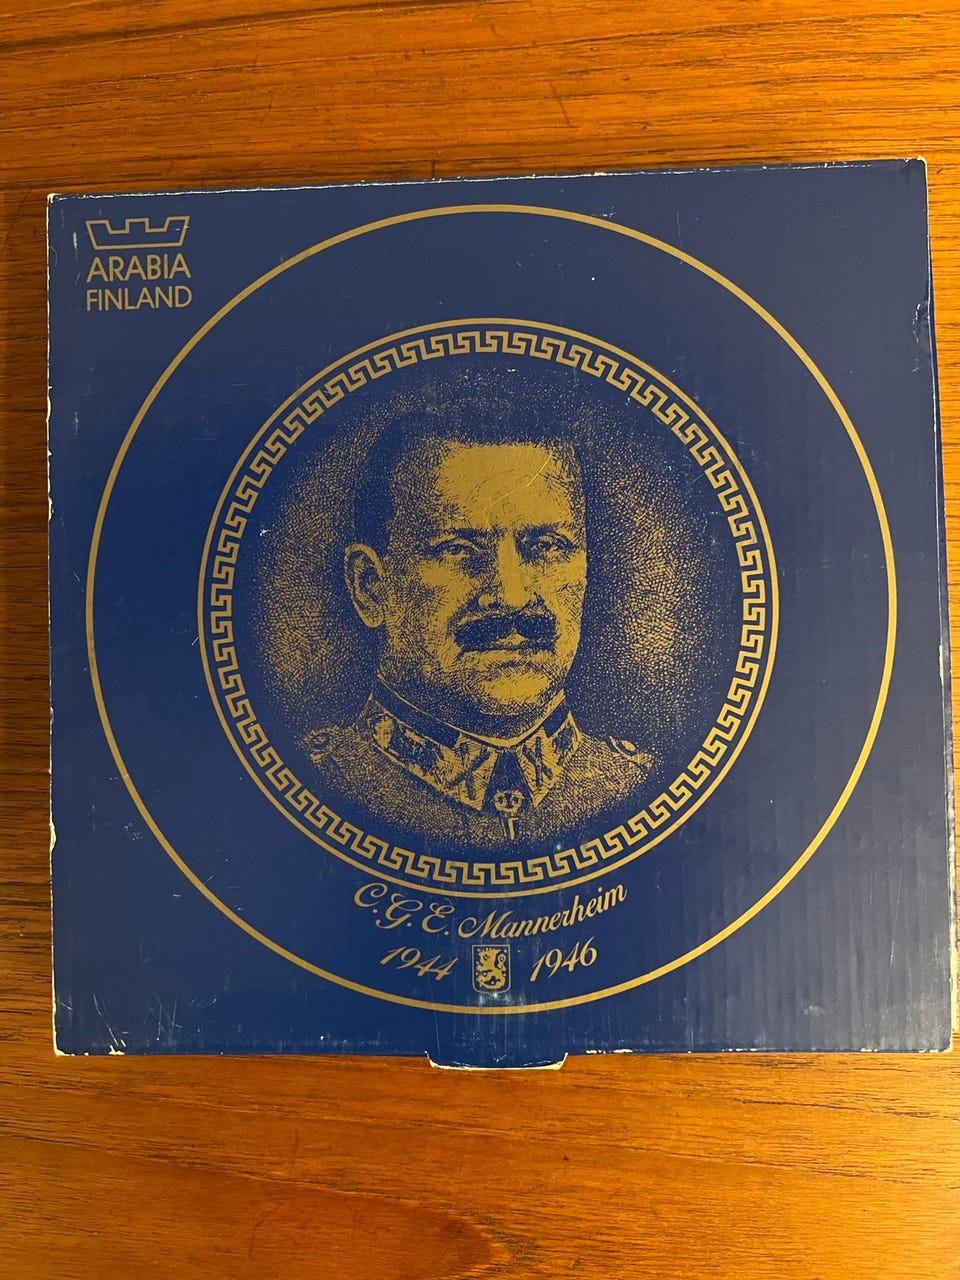 ARABIA
FINLAND
C.G.E. Mannerheim
1944 1946